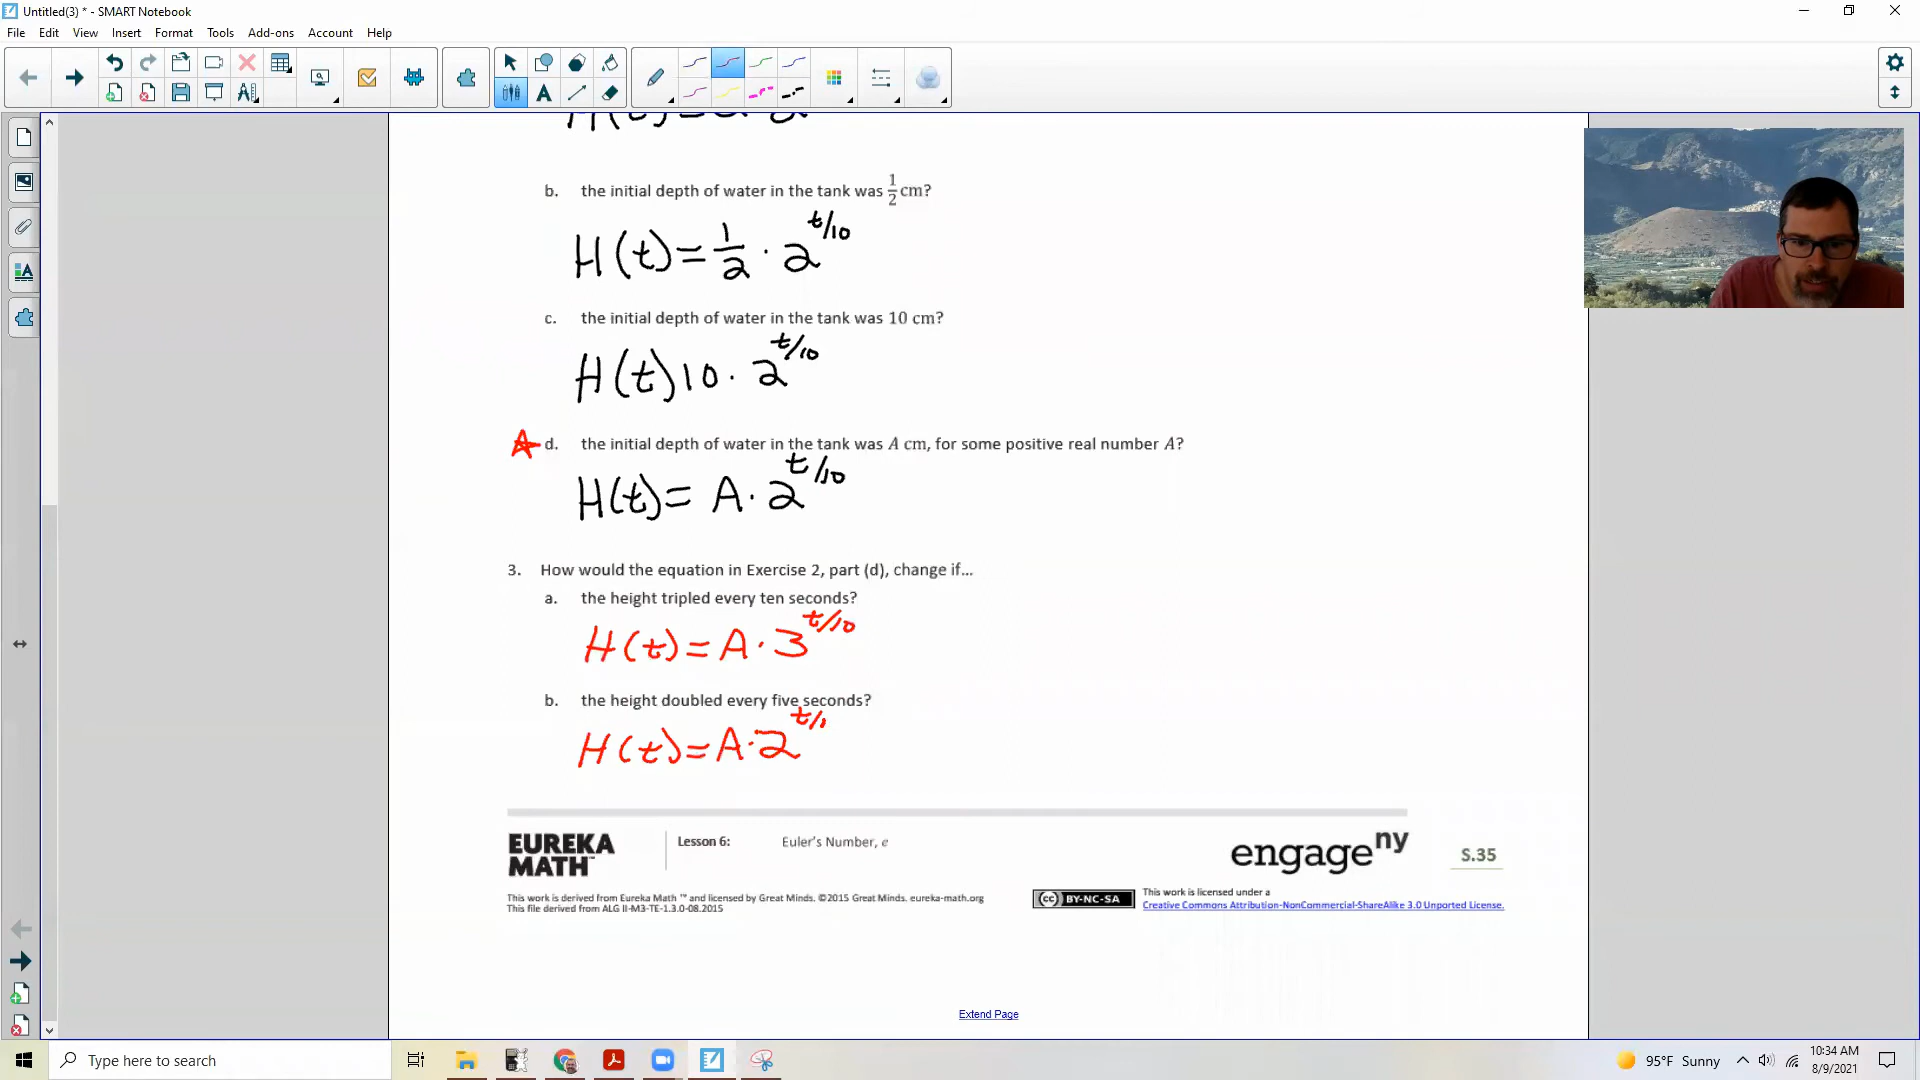 Untitled(3) * - SMART Notebook
File Edit View Insert Format Tools Add-ons Account Help
b. the initial depth of water in the tank was 1/2 cm?
H(t) = 1/2 · 2^t/10
c. the initial depth of water in the tank was 10 cm?
H(t)10 · 2^t/10
d. the initial depth of water in the tank was A cm, for some positive real number A?
H(t) = A · 2^t/10
3. How would the equation in Exercise 2, part (d), change if...
a. the height tripled every ten seconds?
H(t) = A · 3^t/10
b. the height doubled every five seconds?
H(t) = A · 2^t/
EUREKA MATH™
Lesson 6: Euler's Number, e
engage ny
S.35
This work is derived from Eureka Math ™ and licensed by Great Minds. ©2015 Great Minds. eureka-math.org
This file derived from ALG II-M3-TE-1.3.0-08.2015
cc BY-NC-SA
This work is licensed under a
Creative Commons Attribution-NonCommercial-ShareAlike 3.0 Unported License.
Extend Page
Type here to search
95°F Sunny
10:34 AM
8/9/2021